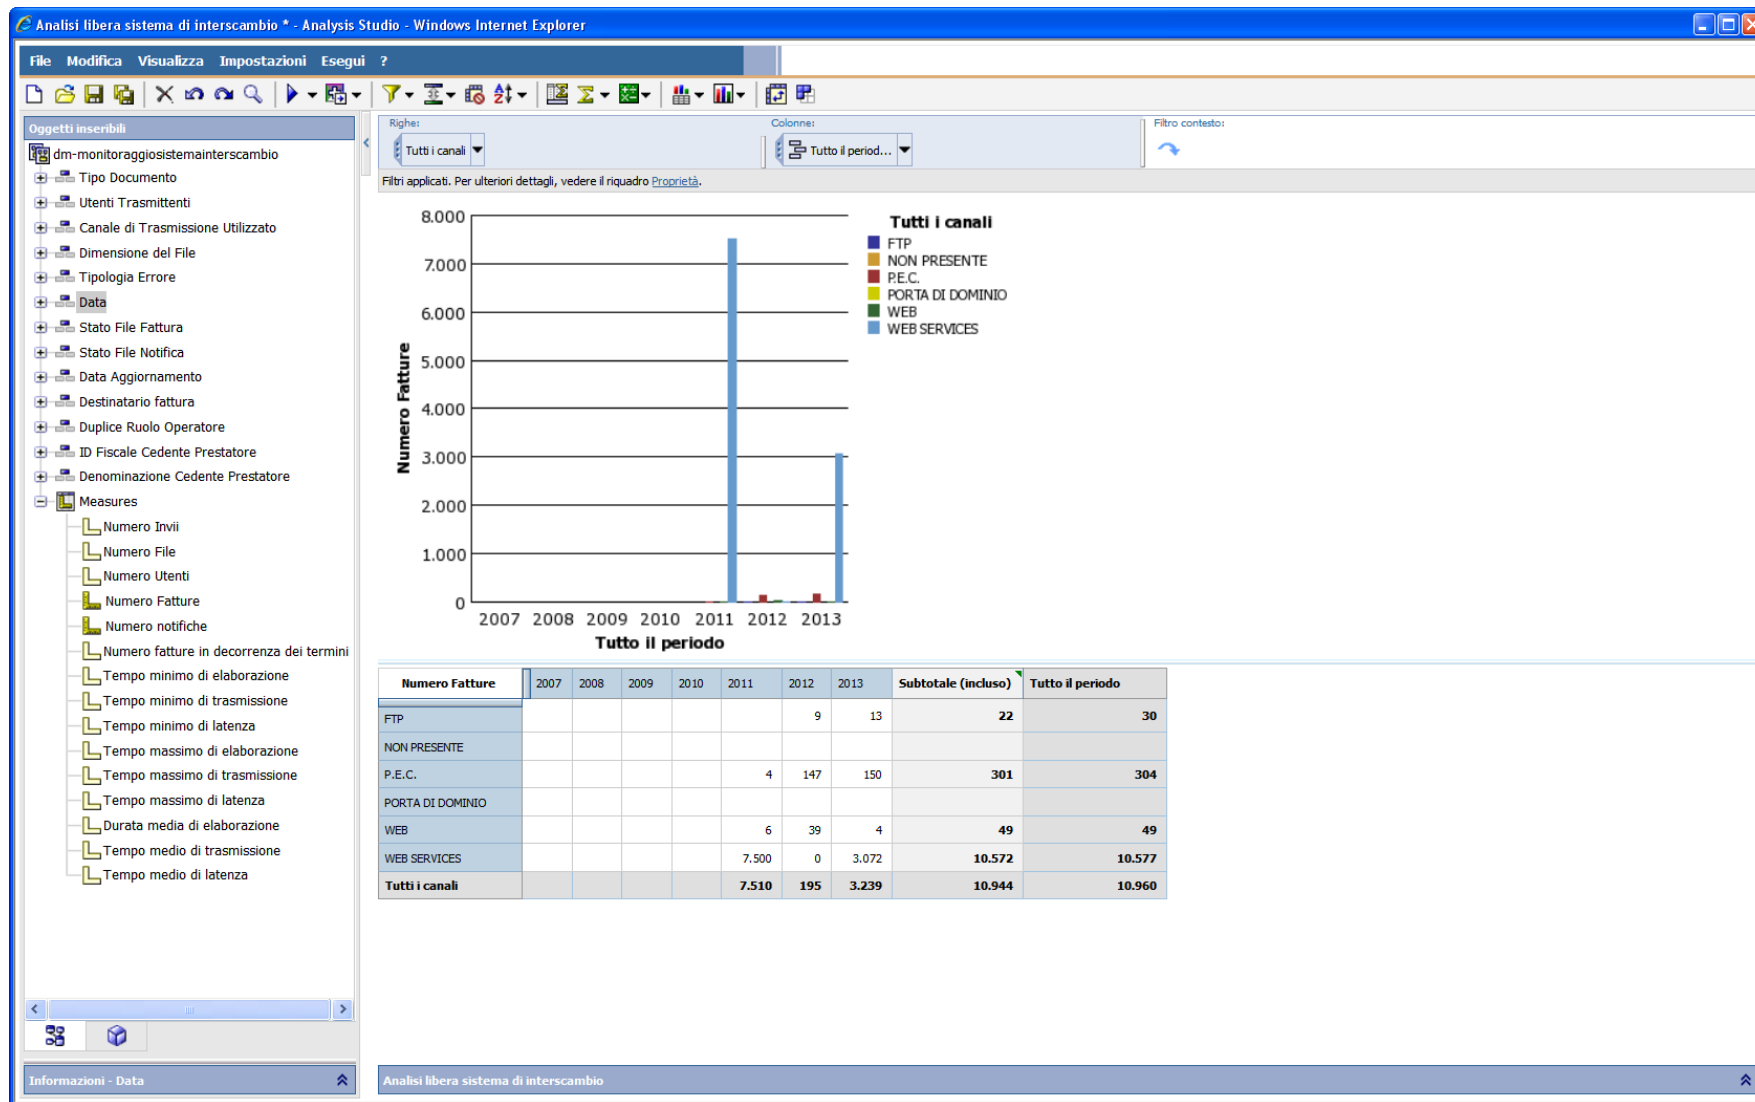 Analisi libera sistema di interscambio * - Analysis Studio - Windows Internet Explorer
File Modifica Visualizza Impostazioni Esegui ?
Oggetti inseribili
dm-monitoraggiosistemainterscambio
Tipo Documento
Utenti Trasmittenti
Canale di Trasmissione Utilizzato
Dimensione del File
Tipologia Errore
Data
Stato File Fattura
Stato File Notifica
Data Aggiornamento
Destinatario fattura
Duplice Ruolo Operatore
ID Fiscale Cedente Prestatore
Denominazione Cedente Prestatore
Measures
Numero Invii
Numero File
Numero Utenti
Numero Fatture
Numero notifiche
Numero fatture in decorrenza dei termini
Tempo minimo di elaborazione
Tempo minimo di trasmissione
Tempo minimo di latenza
Tempo massimo di elaborazione
Tempo massimo di trasmissione
Tempo massimo di latenza
Durata media di elaborazione
Tempo medio di trasmissione
Tempo medio di latenza
Informazioni - Data
Righe:
Tutti i canali
Colonne:
Tutto il period...
Filtro contesto:
Filtri applicati. Per ulteriori dettagli, vedere il riquadro Proprietà.
Numero Fatture
8.000
7.000
6.000
5.000
4.000
3.000
2.000
1.000
0
2007 2008 2009 2010 2011 2012 2013
Tutto il periodo
Tutti i canali
FTP
NON PRESENTE
P.E.C.
PORTA DI DOMINIO
WEB
WEB SERVICES
Numero Fatture 2007 2008 2009 2010 2011 2012 2013 Subtotale (incluso) Tutto il periodo
FTP 9 13 22 30
NON PRESENTE
P.E.C. 4 147 150 301 304
PORTA DI DOMINIO
WEB 6 39 4 49 49
WEB SERVICES 7.500 0 3.072 10.572 10.577
Tutti i canali 7.510 195 3.239 10.944 10.960
Analisi libera sistema di interscambio